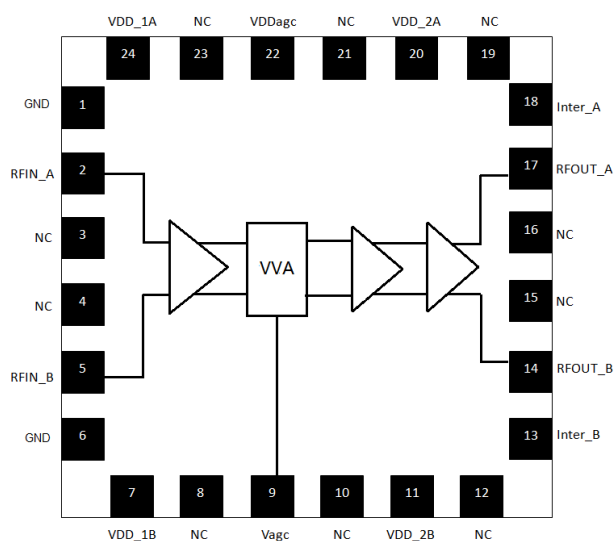 VDD_1A NC VDDagc NC VDD_2A NC
24 23 22 21 20 19
GND 1 18 Inter_A
RFIN_A 2 17 RFOUT_A
NC 3 16 NC
VVA
NC 4 15 NC
RFIN_B 5 14 RFOUT_B
GND 6 13 Inter_B
7 8 9 10 11 12
VDD_1B NC Vagc NC VDD_2B NC